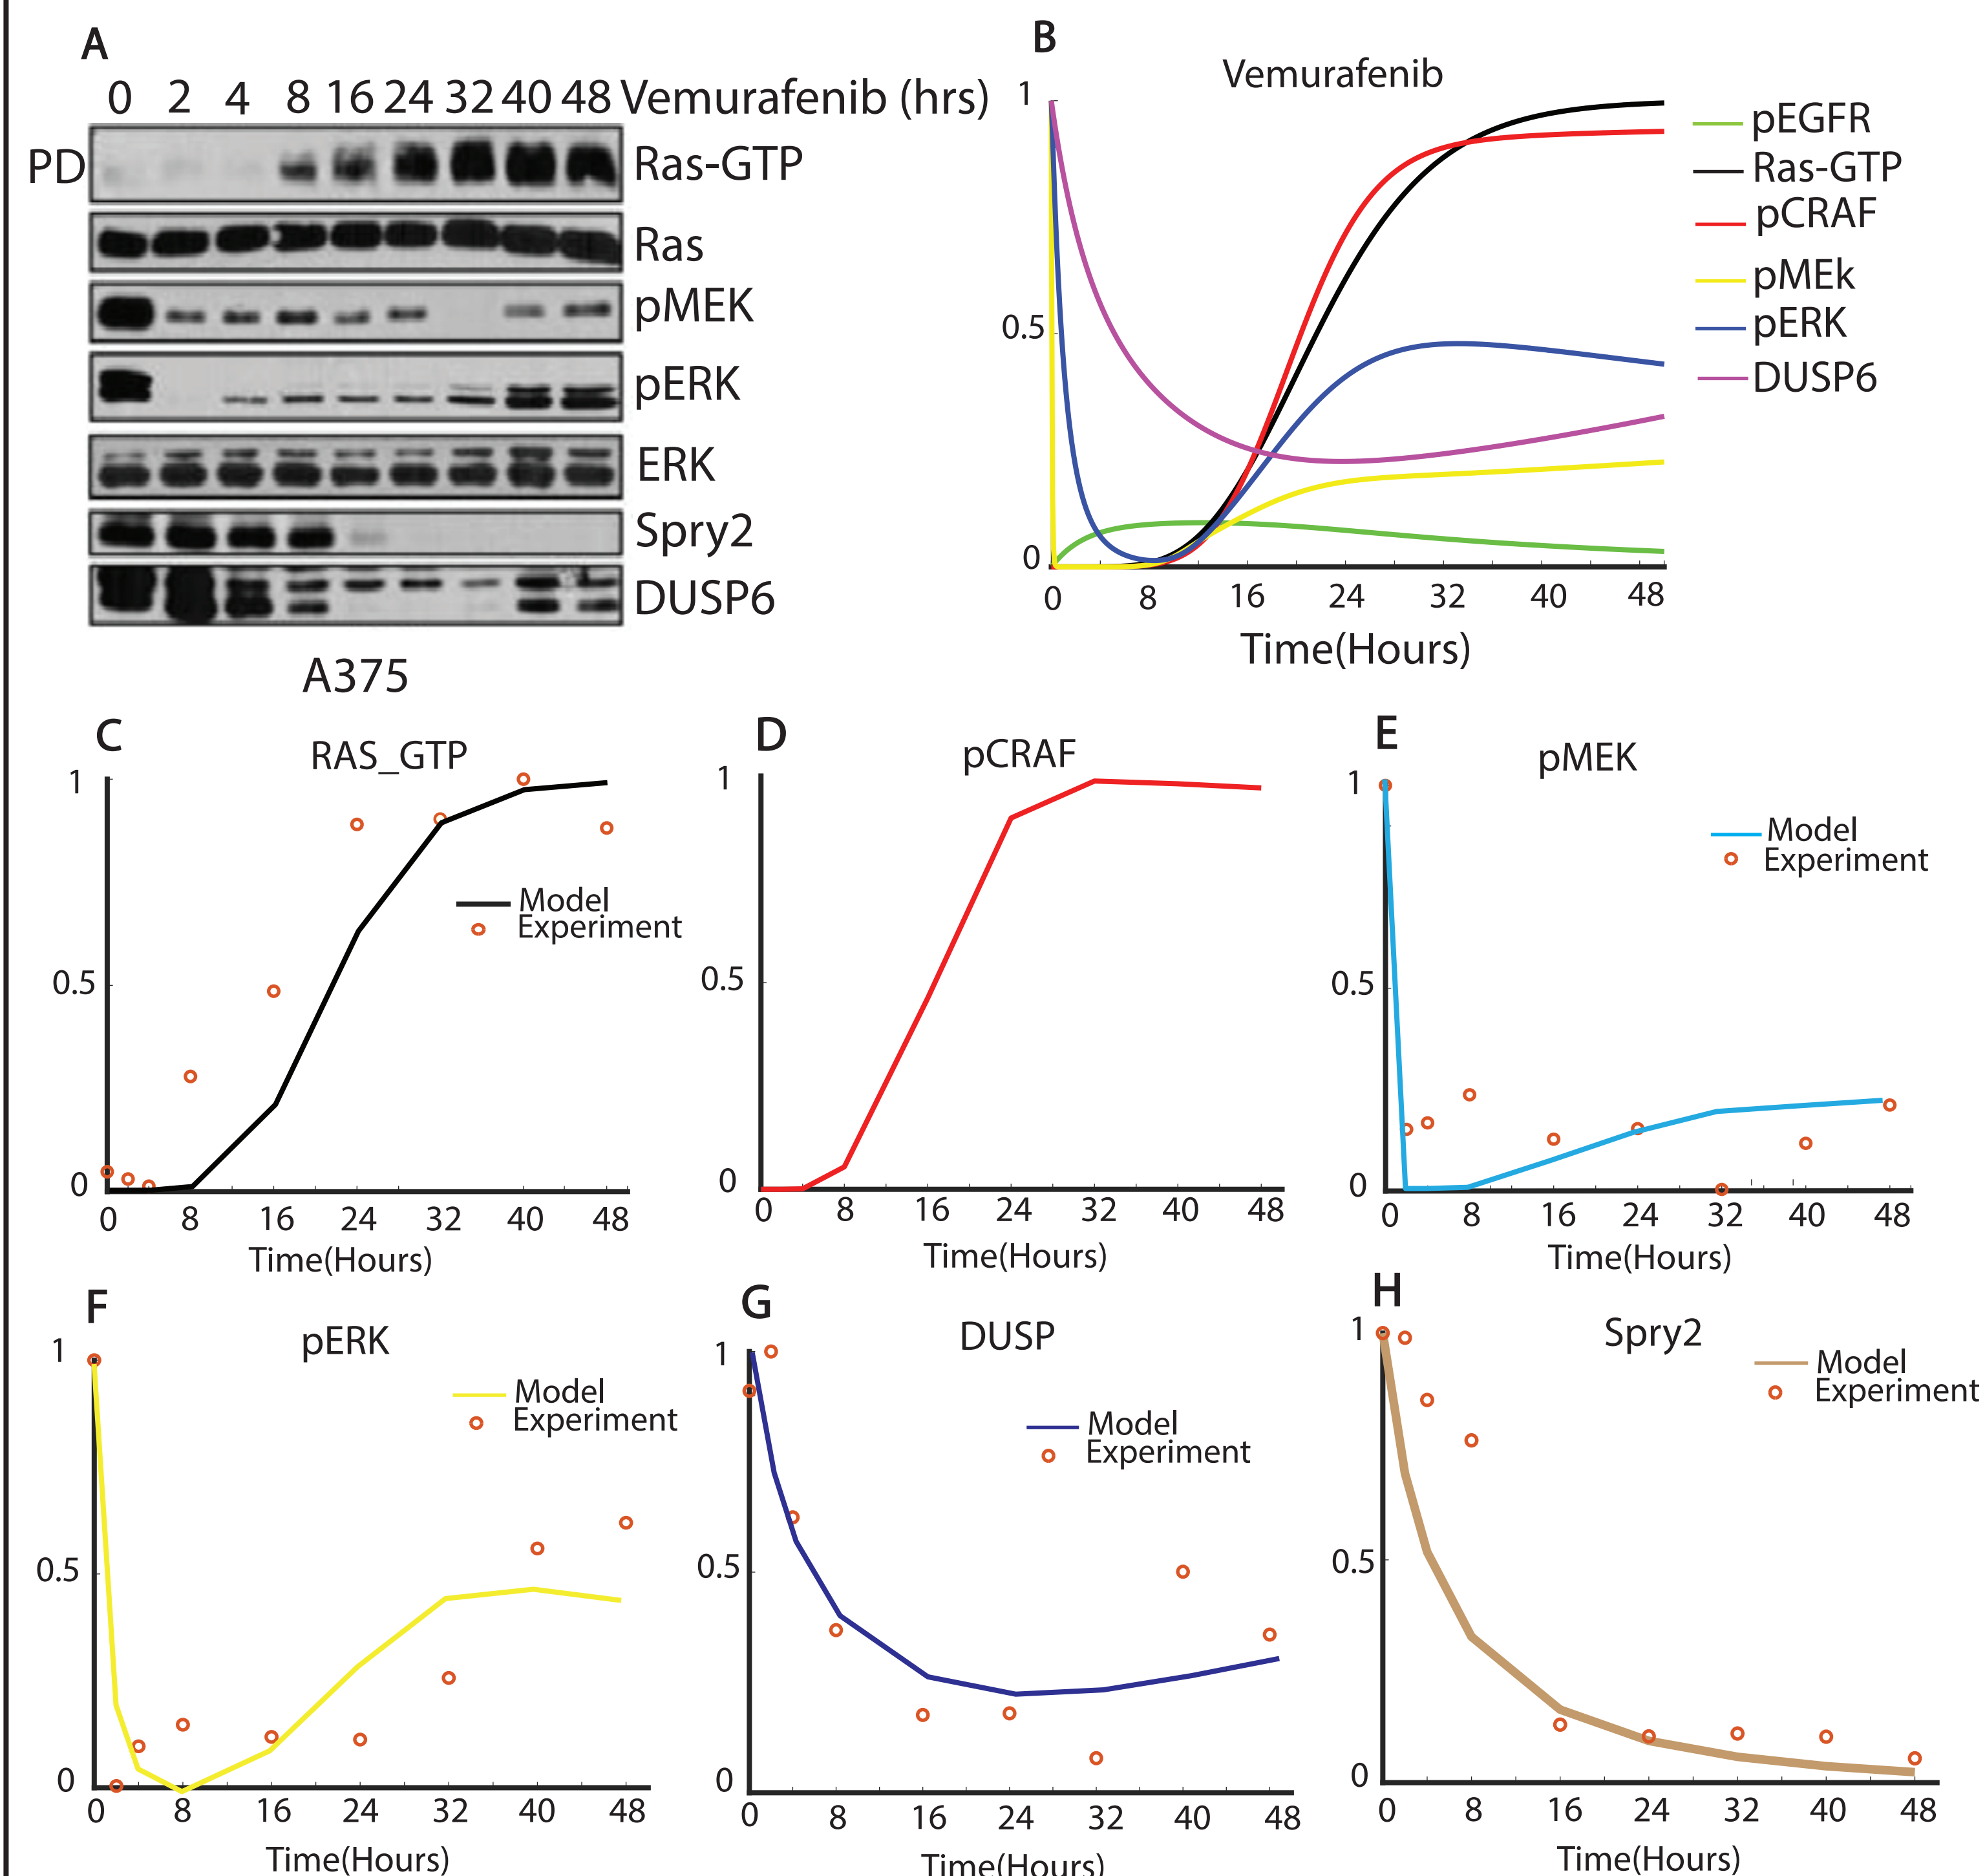 A
0 2 4 8 16 24 32 40 48 Vemurafenib (hrs)
PD
Ras-GTP
Ras
pMEK
pERK
ERK
Spry2
DUSP6
A375
B
Vemurafenib
1
0.5
0
0 8 16 24 32 40 48
Time(Hours)
pEGFR
Ras-GTP
pCRAF
pMEk
pERK
DUSP6
C
RAS_GTP
1
0.5
0
Model
Experiment
0 8 16 24 32 40 48
Time(Hours)
D
pCRAF
1
0.5
0
0 8 16 24 32 40 48
Time(Hours)
E
pMEK
1
0.5
0
Model
Experiment
0 8 16 24 32 40 48
Time(Hours)
F
pERK
1
0.5
0
Model
Experiment
0 8 16 24 32 40 48
Time(Hours)
G
DUSP
1
0.5
0
Model
Experiment
0 8 16 24 32 40 48
Time(Hours)
H
Spry2
1
0.5
0
Model
Experiment
0 8 16 24 32 40 48
Time(Hours)